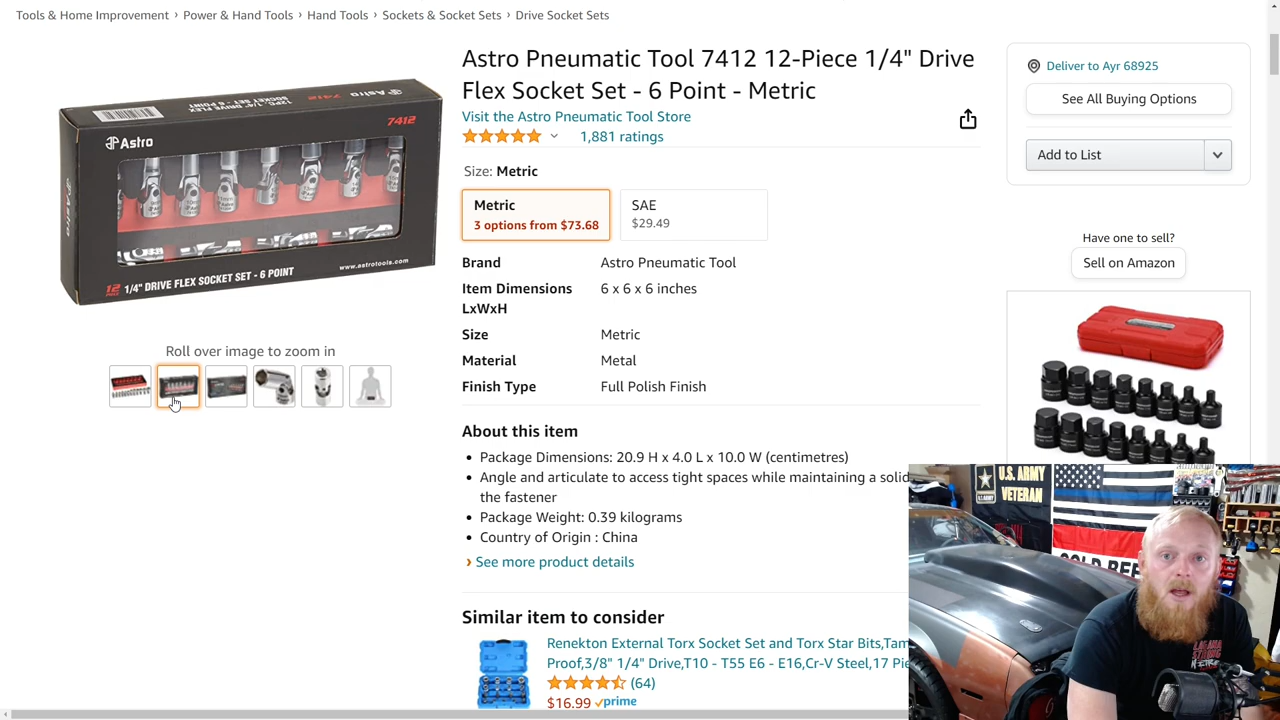 Tools & Home Improvement › Power & Hand Tools › Hand Tools › Sockets & Socket Sets › Drive Socket Sets
Astro Pneumatic Tool 7412 12-Piece 1/4" Drive
Flex Socket Set - 6 Point - Metric
Visit the Astro Pneumatic Tool Store
1,881 ratings
Size: Metric
Metric
3 options from $73.68
SAE
$29.49
Brand Astro Pneumatic Tool
Item Dimensions 6 x 6 x 6 inches
LxWxH
Size Metric
Material Metal
Finish Type Full Polish Finish
About this item
Package Dimensions: 20.9 H x 4.0 L x 10.0 W (centimetres)
Angle and articulate to access tight spaces while maintaining a solid
the fastener
Package Weight: 0.39 kilograms
Country of Origin : China
› See more product details
Similar item to consider
Renekton External Torx Socket Set and Torx Star Bits,Tam
Proof,3/8" 1/4" Drive,T10 - T55 E6 - E16,Cr-V Steel,17 Pie
(64)
$16.99 prime
7412
Astro
Astro
12 1/4" DRIVE FLEX SOCKET SET - 6 POINT
www.astrotools.com
Roll over image to zoom in
Deliver to Ayr 68925
See All Buying Options
Add to List
Have one to sell?
Sell on Amazon
U.S. ARMY
VETERAN